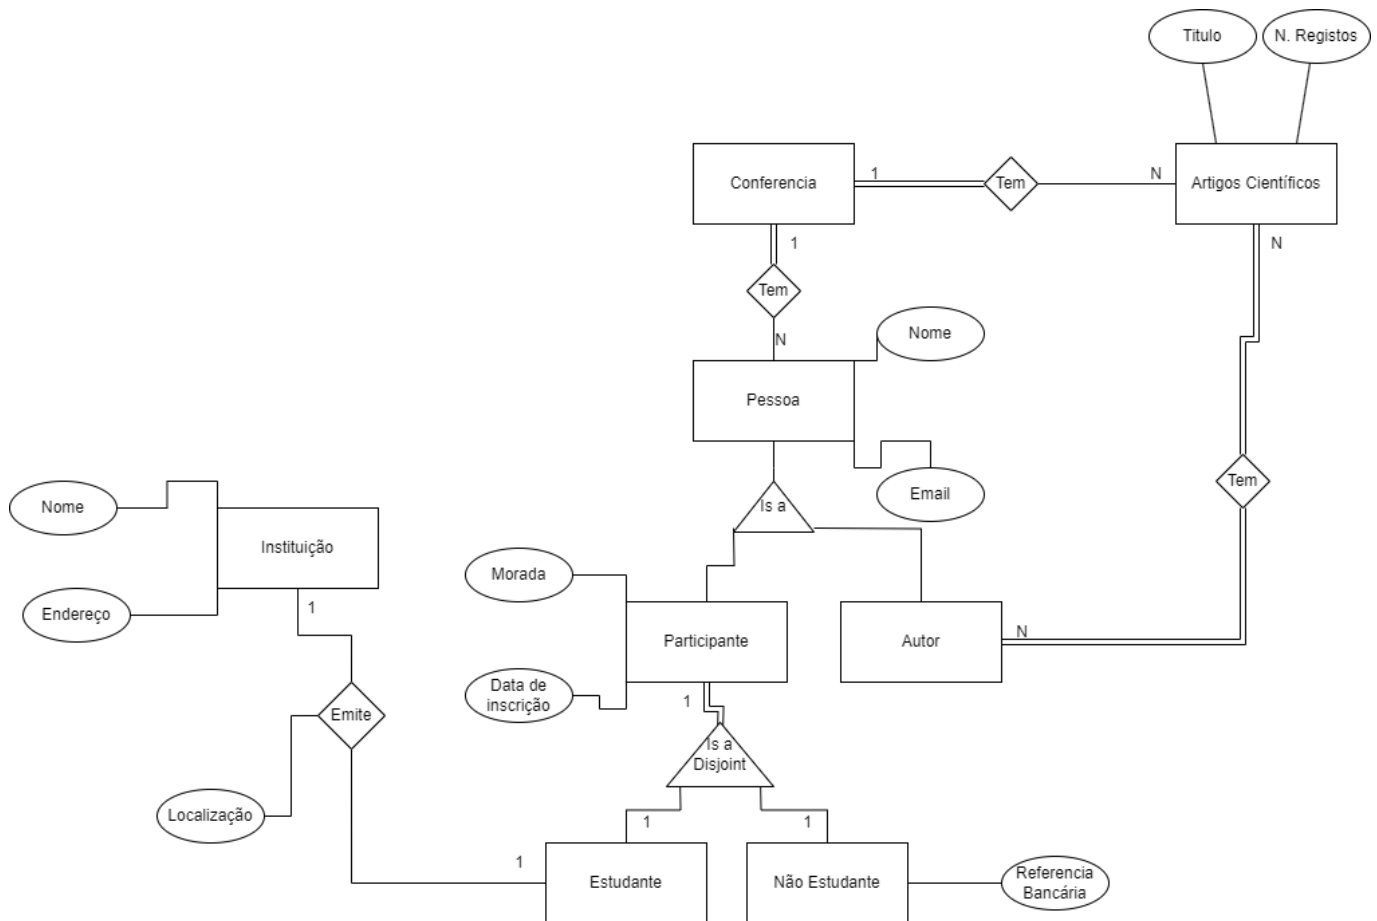 Titulo
N. Registos
Conferencia
1
Tem
N
Artigos Científicos
1
N
Tem
N
Nome
Pessoa
Tem
Email
Is a
Nome
Instituição
Morada
Endereço
1
N
Participante
Autor
Data de
inscrição
1
Emite
Is a
Disjoint
Localização
1
1
1
Estudante
Não Estudante
Referencia
Bancária